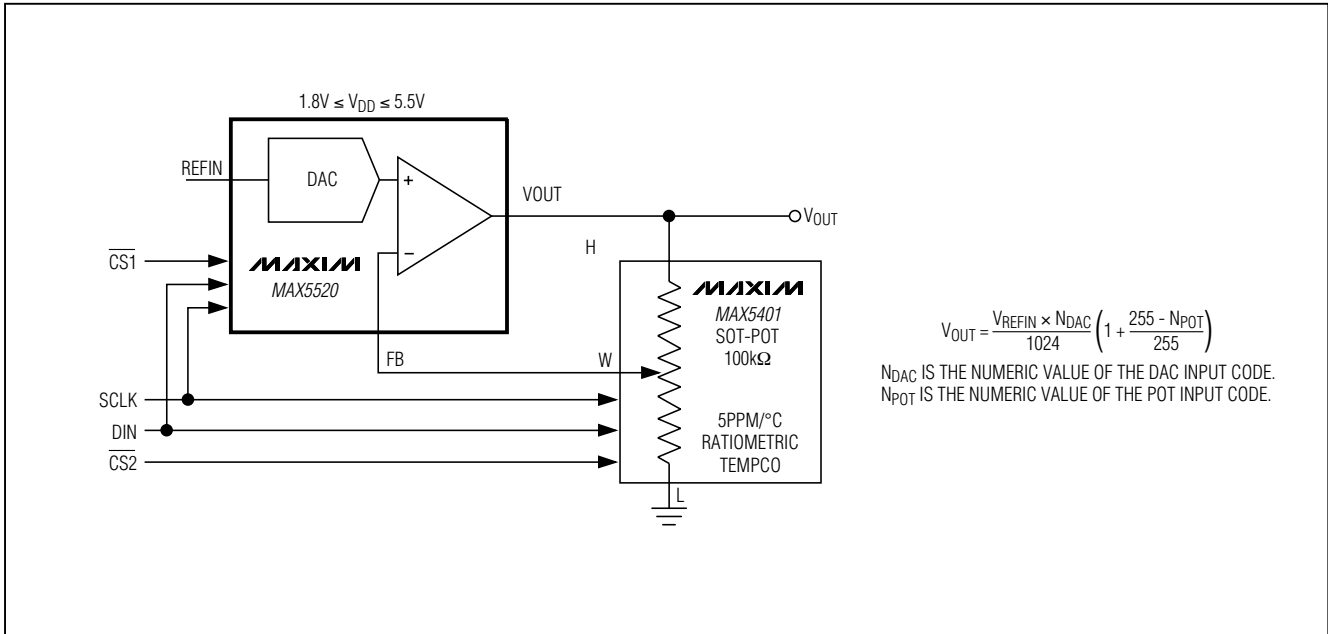 1.8V ≤ VDD ≤ 5.5V
REFIN
DAC
+
−
VOUT
VOUT
H
CS1
MAXIM
MAX5520
MAXIM
MAX5401
SOT-POT
100kΩ
FB
W
SCLK
DIN
CS2
5PPM/°C
RATIOMETRIC
TEMPCO
L
VOUT = VREFIN × NDAC / 1024 (1 + 255 - NPOT / 255)
NDAC IS THE NUMERIC VALUE OF THE DAC INPUT CODE.
NPOT IS THE NUMERIC VALUE OF THE POT INPUT CODE.